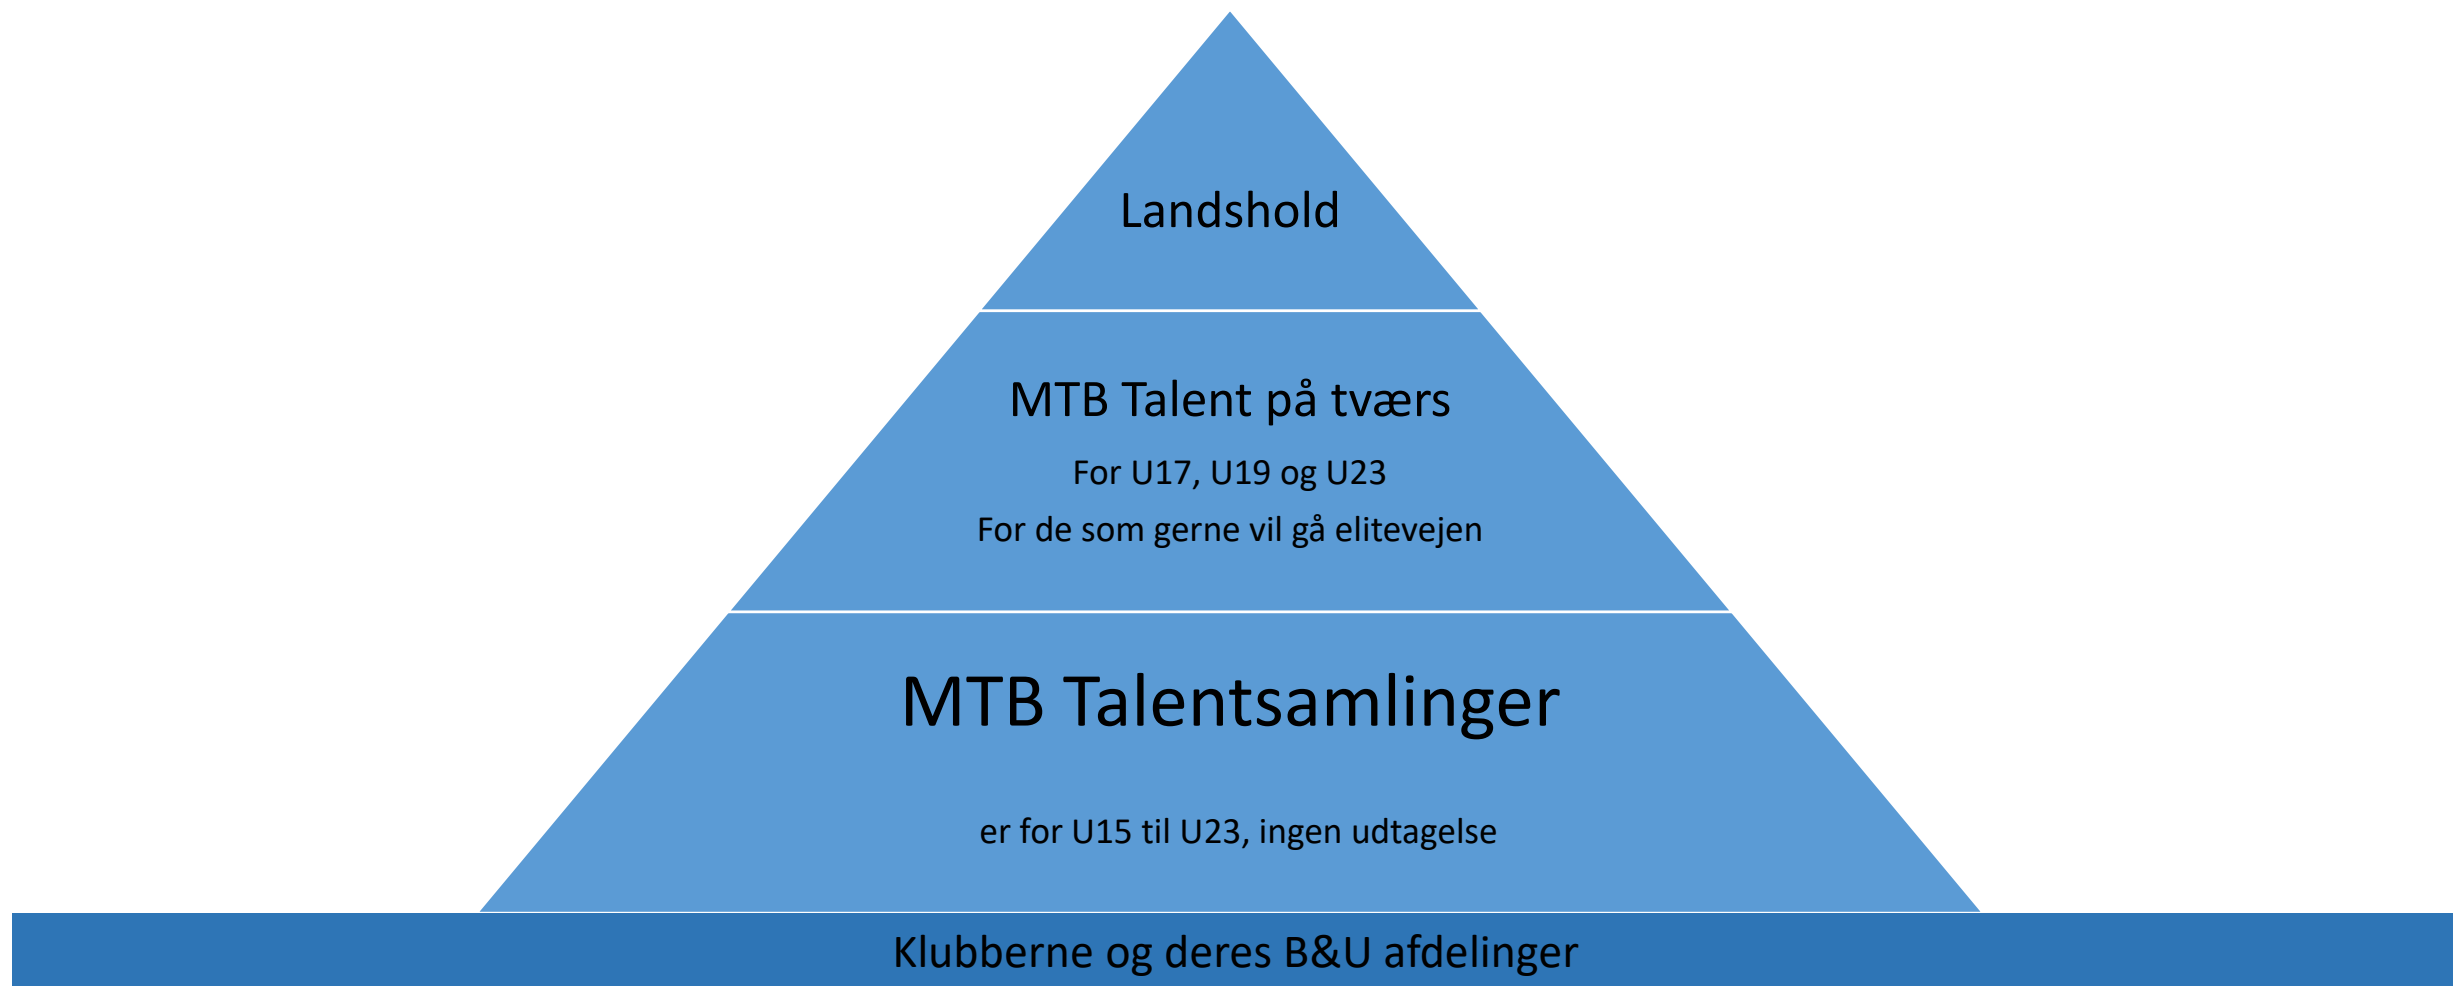 Landshold
MTB Talent på tværs
For U17, U19 og U23
For de som gerne vil gå elitevejen
MTB Talentsamlinger
er for U15 til U23, ingen udtagelse
Klubberne og deres B&U afdelinger